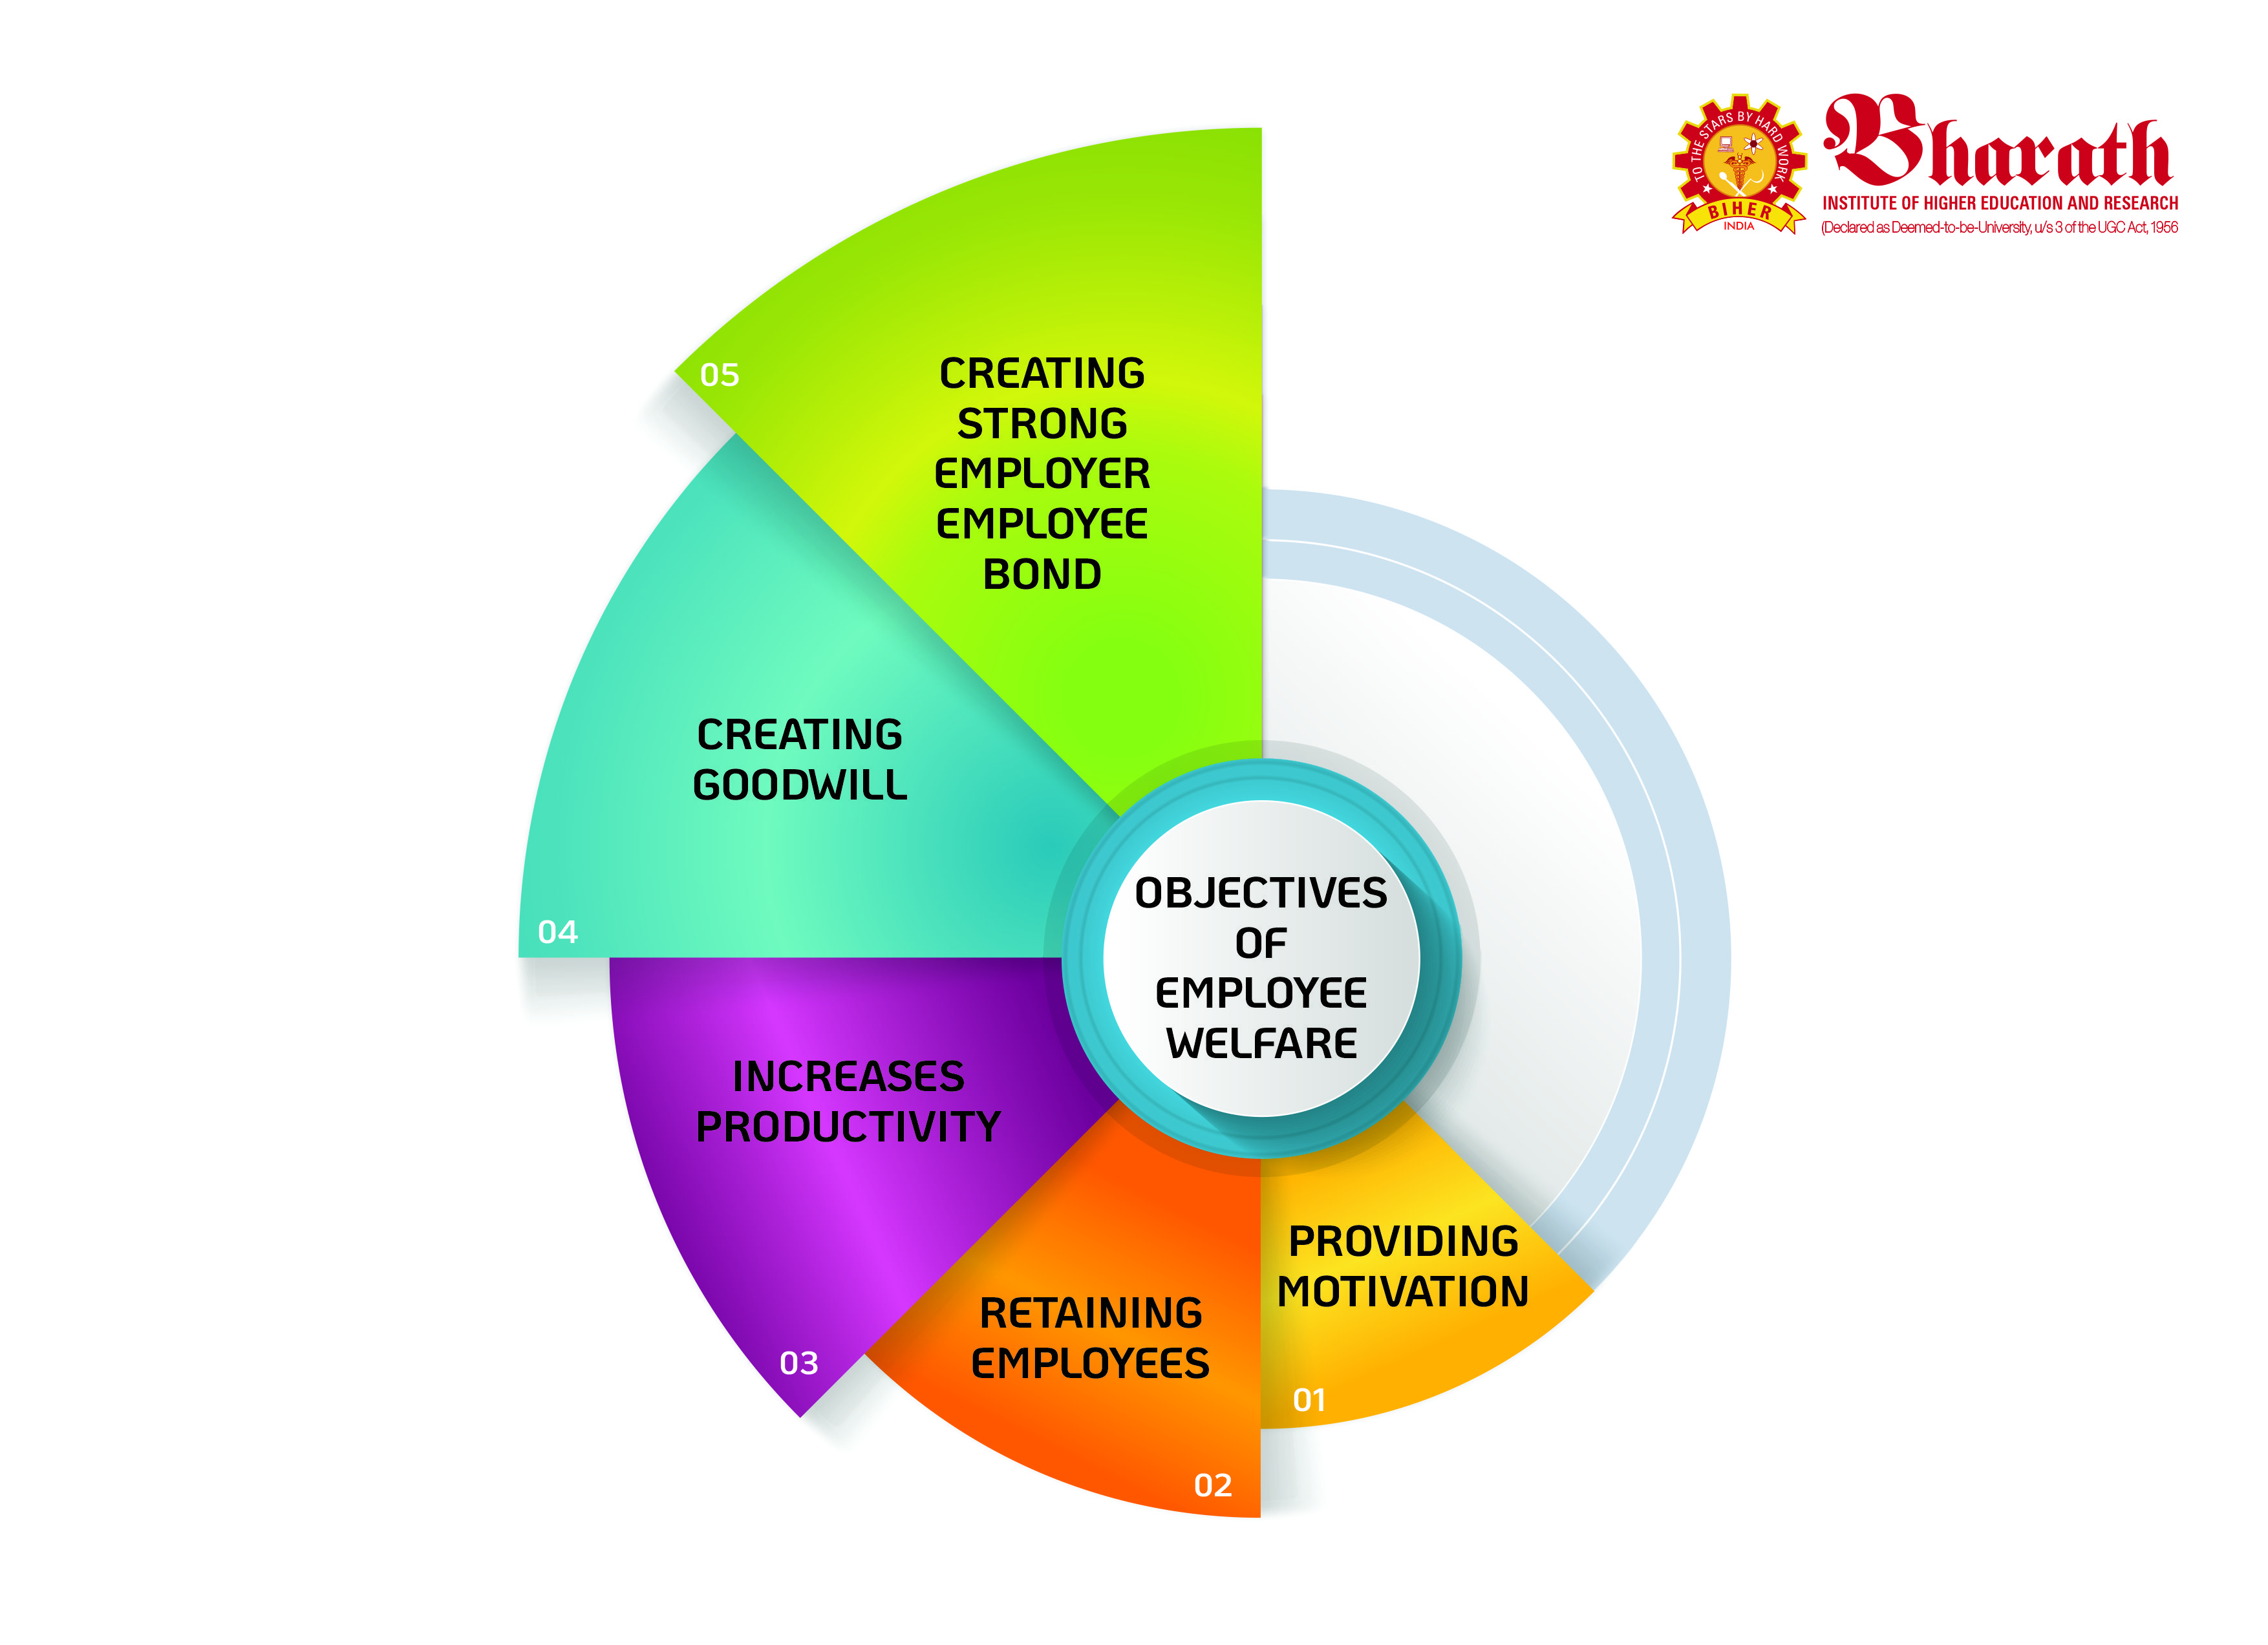 TO THE STARS BY HARD WORK
BIHER
INDIA
Bharath
INSTITUTE OF HIGHER EDUCATION AND RESEARCH
(Declared as Deemed-to-be-University, u/s 3 of the UGC Act, 1956
OBJECTIVES
OF
EMPLOYEE
WELFARE
PROVIDING
MOTIVATION
01
RETAINING
EMPLOYEES
02
INCREASES
PRODUCTIVITY
03
CREATING
GOODWILL
04
CREATING
STRONG
EMPLOYER
EMPLOYEE
BOND
05